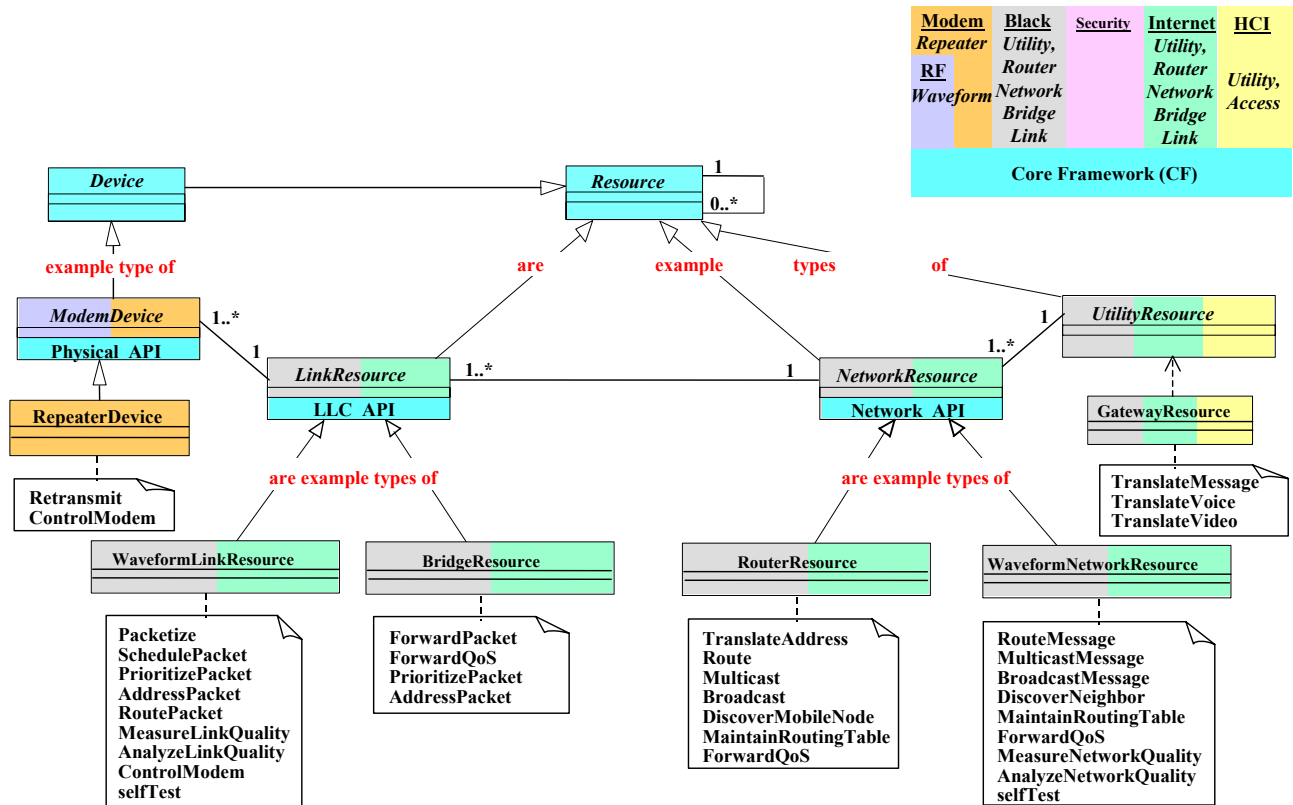 Modem
Repeater
RF
Waveform
Black
Utility,
Router
Network
Bridge
Link
Security
Internet
Utility,
Router
Network
Bridge
Link
HCI
Utility,
Access
Core Framework (CF)
Device
Resource
1
0..*
example type of
are
example
types
of
ModemDevice
Physical API
1..*
1
LinkResource
LLC API
1..*
1
NetworkResource
Network API
1..*
1
UtilityResource
RepeaterDevice
GatewayResource
Retransmit
ControlModem
TranslateMessage
TranslateVoice
TranslateVideo
are example types of
are example types of
WaveformLinkResource
BridgeResource
RouterResource
WaveformNetworkResource
Packetize
SchedulePacket
PrioritizePacket
AddressPacket
RoutePacket
MeasureLinkQuality
AnalyzeLinkQuality
ControlModem
selfTest
ForwardPacket
ForwardQoS
PrioritizePacket
AddressPacket
TranslateAddress
Route
Multicast
Broadcast
DiscoverMobileNode
MaintainRoutingTable
ForwardQoS
RouteMessage
MulticastMessage
BroadcastMessage
DiscoverNeighbor
MaintainRoutingTable
ForwardQoS
MeasureNetworkQuality
AnalyzeNetworkQuality
selfTest